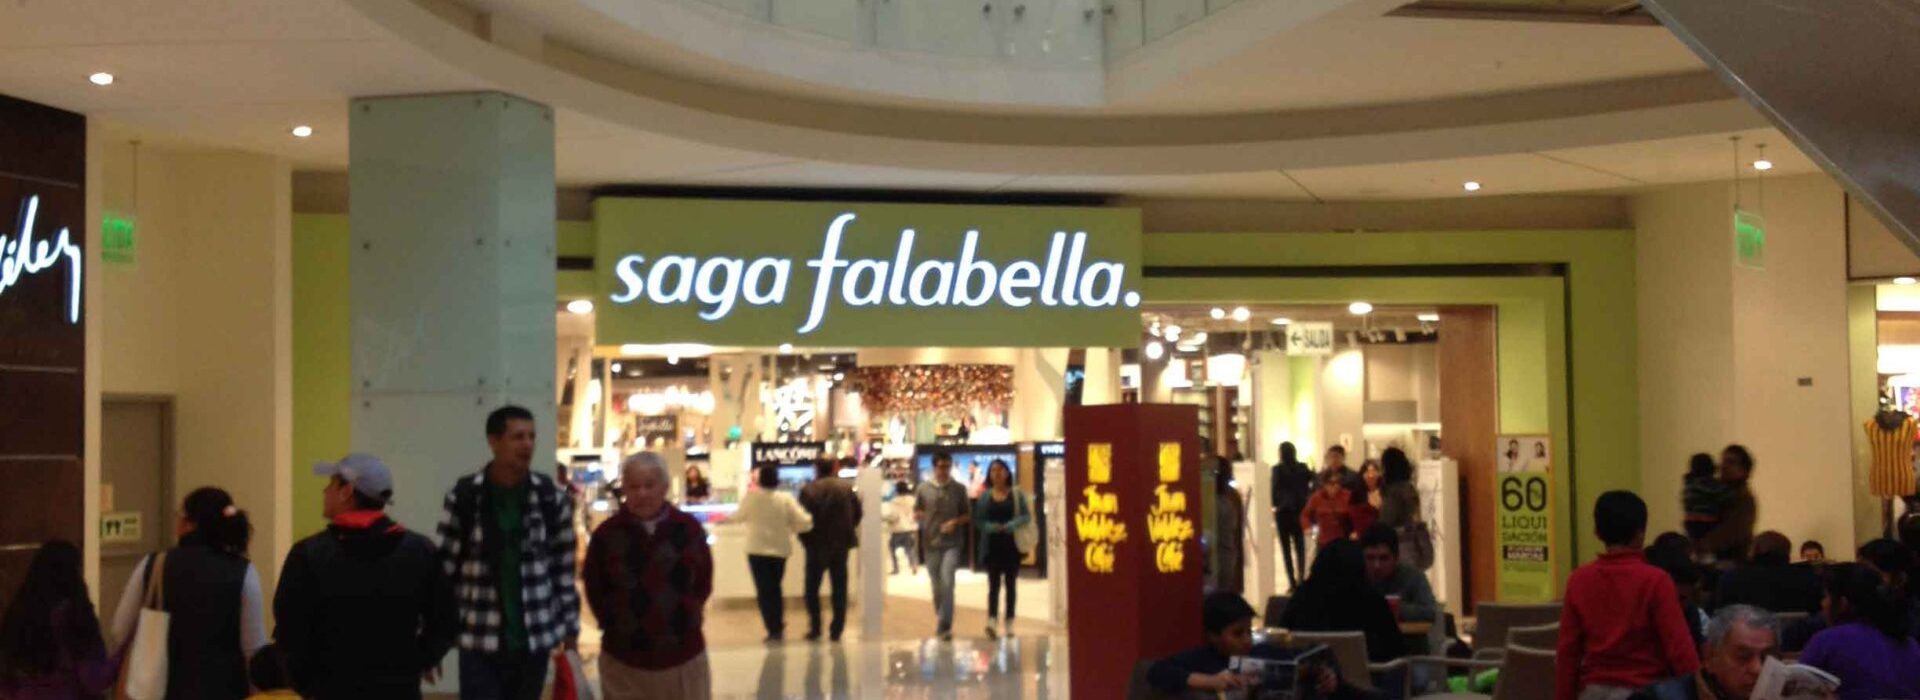 saga falabella.
←SALIDA
LANCÔME
Juan
Valdez
Café
Juan
Valdez
Café
60
LIQUI
DACIÓN